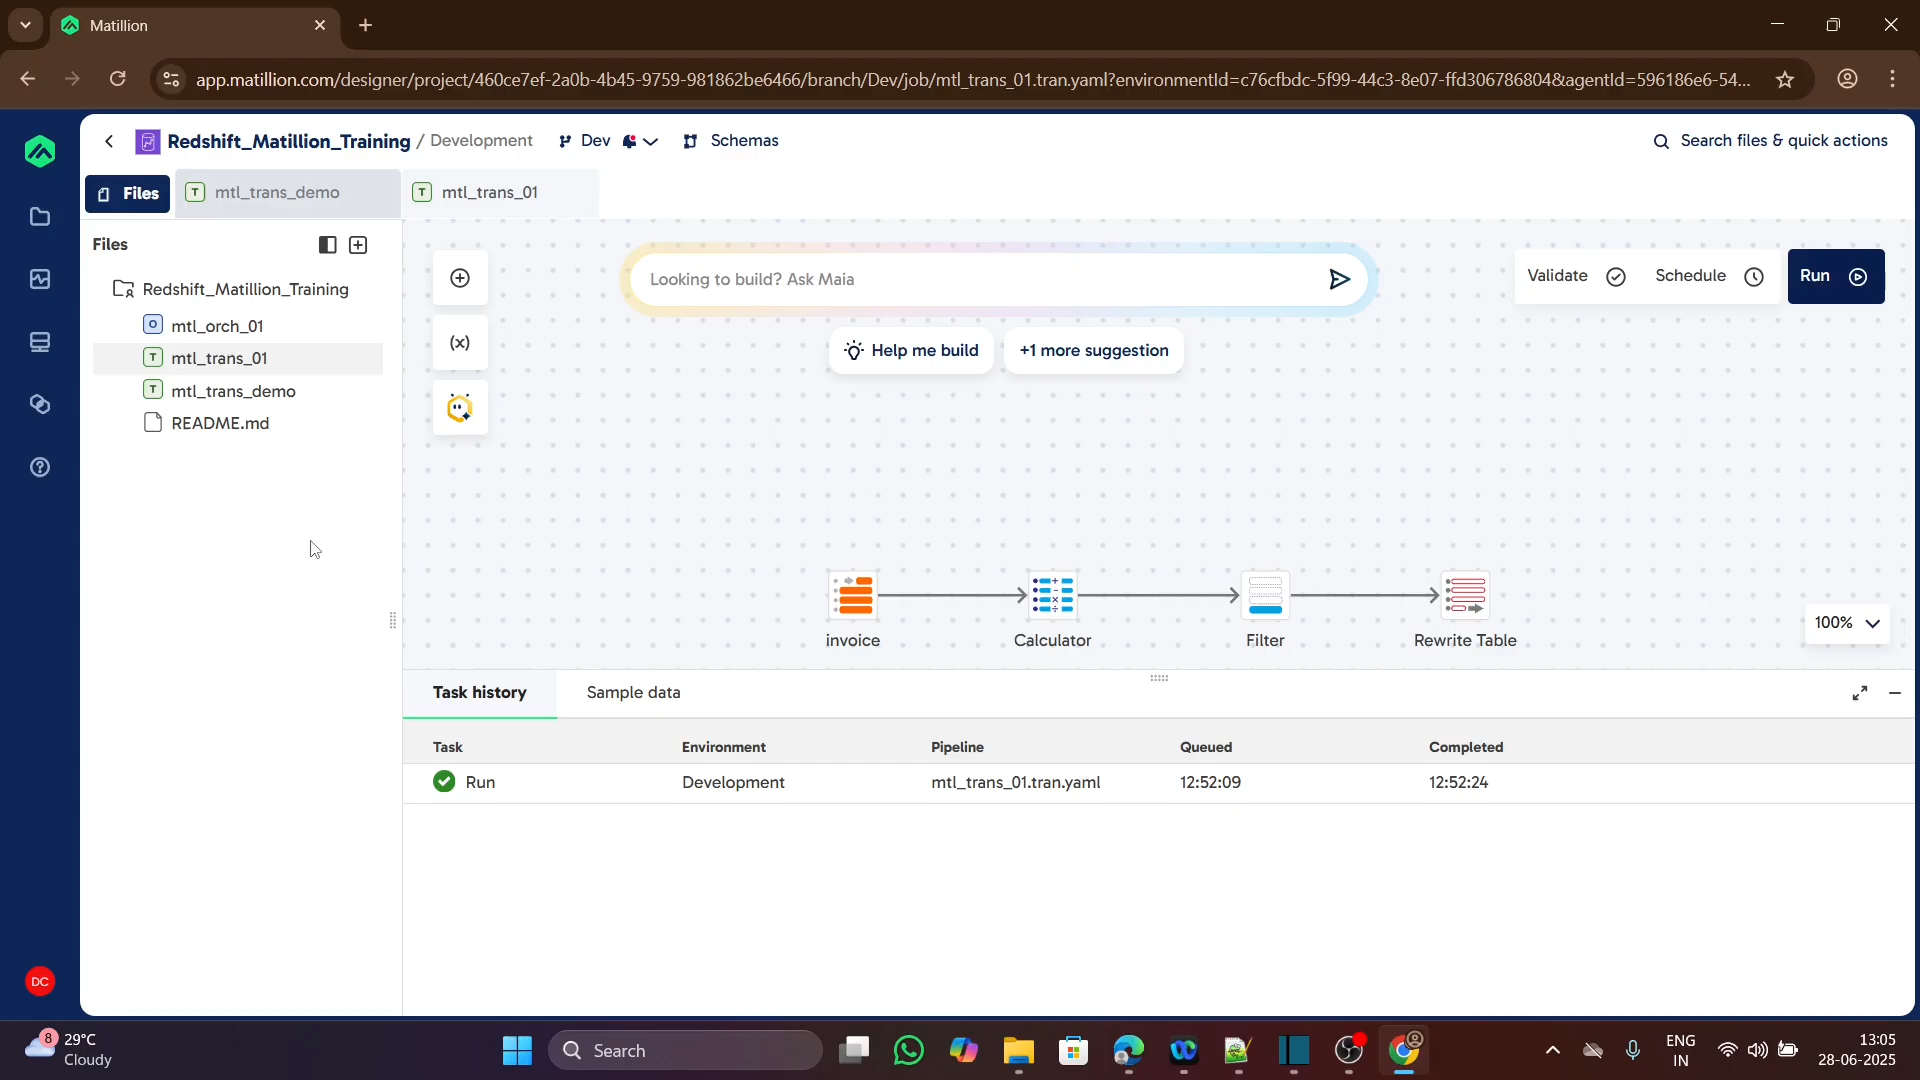 Matillion
app.matillion.com/designer/project/460ce7ef-2a0b-4b45-9759-981862be6466/branch/Dev/job/mtl_trans_01.tran.yaml?environmentId=c76cfbdc-5f99-44c3-8e07-ffd306786804&agentId=596186e6-54...
Redshift_Matillion_Training / Development Dev Schemas Search files & quick actions
Files T mtl_trans_demo T mtl_trans_01
Files
Redshift_Matillion_Training
O mtl_orch_01
T mtl_trans_01
T mtl_trans_demo
README.md
Looking to build? Ask Maia
Validate Schedule Run
(x)
Help me build +1 more suggestion
invoice Calculator Filter Rewrite Table
100%
Task history Sample data
Task Environment Pipeline Queued Completed
Run Development mtl_trans_01.tran.yaml 12:52:09 12:52:24
DC
8 29°C
Cloudy
Search
ENG
IN
13:05
28-06-2025